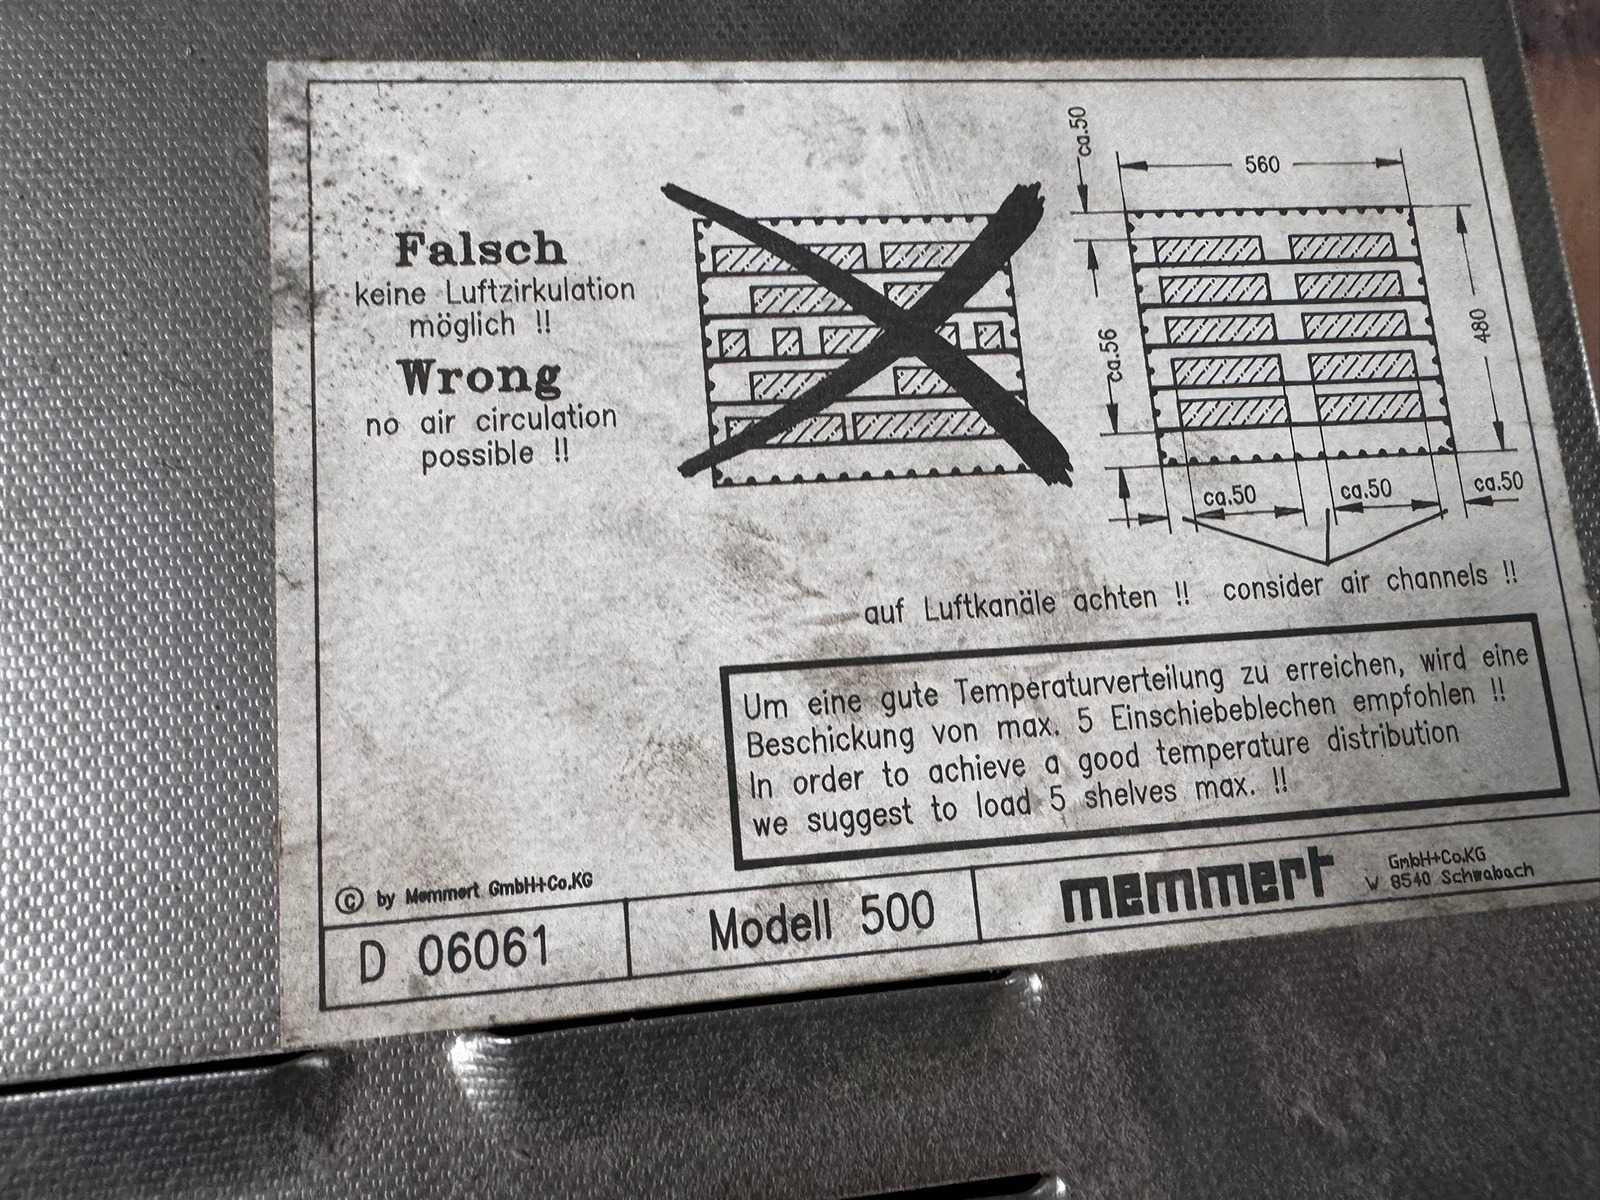 Falsch
keine Luftzirkulation
möglich !!
Wrong
no air circulation
possible !!
ca.50
560
ca.56
480
ca.50
ca.50
ca.50
auf Luftkanäle achten !! consider air channels !!
Um eine gute Temperaturverteilung zu erreichen, wird eine
Beschickung von max. 5 Einschiebeblechen empfohlen !!
In order to achieve a good temperature distribution
we suggest to load 5 shelves max. !!
© by Memmert GmbH+Co.KG
D 06061
Modell 500
memmert
GmbH+Co.KG
W 8540 Schwabach